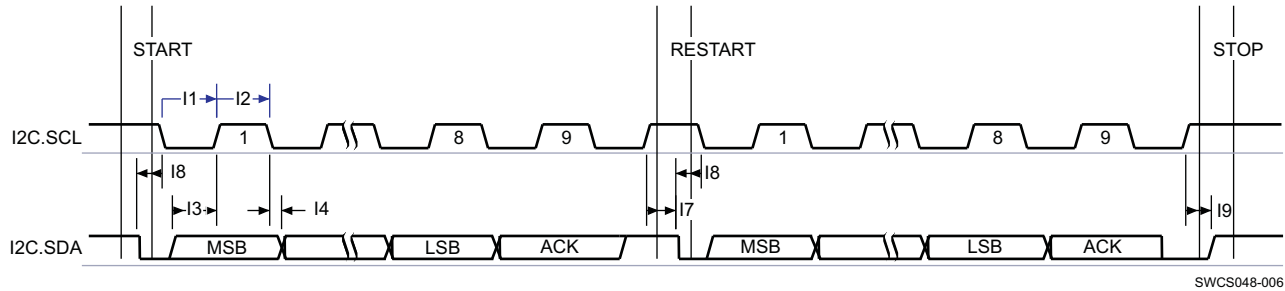 START RESTART STOP
I1 I2
I2C.SCL 1 8 9 1 8 9
I8 I8
I3 I4 I7 I9
I2C.SDA MSB LSB ACK MSB LSB ACK
SWCS048-006